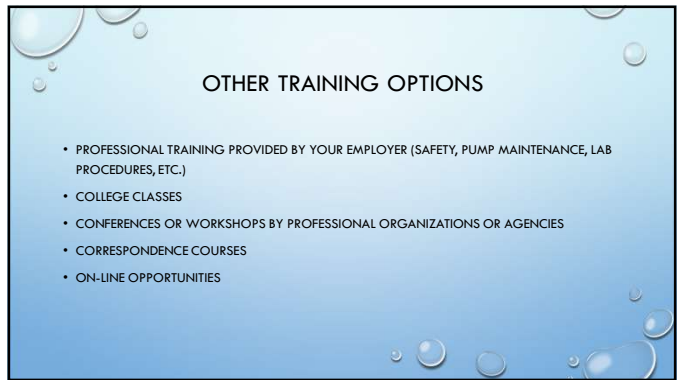 OTHER TRAINING OPTIONS
• PROFESSIONAL TRAINING PROVIDED BY YOUR EMPLOYER (SAFETY, PUMP MAINTENANCE, LAB
PROCEDURES, ETC.)
• COLLEGE CLASSES
• CONFERENCES OR WORKSHOPS BY PROFESSIONAL ORGANIZATIONS OR AGENCIES
• CORRESPONDENCE COURSES
• ON-LINE OPPORTUNITIES